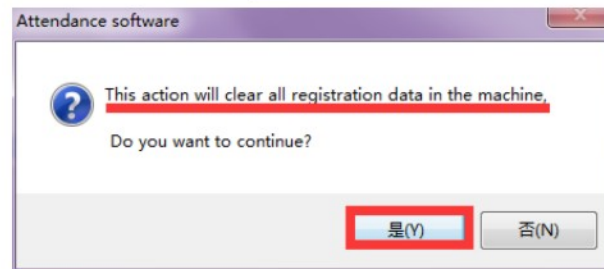 Attendance software
This action will clear all registration data in the machine,
Do you want to continue?
是(Y)
否(N)